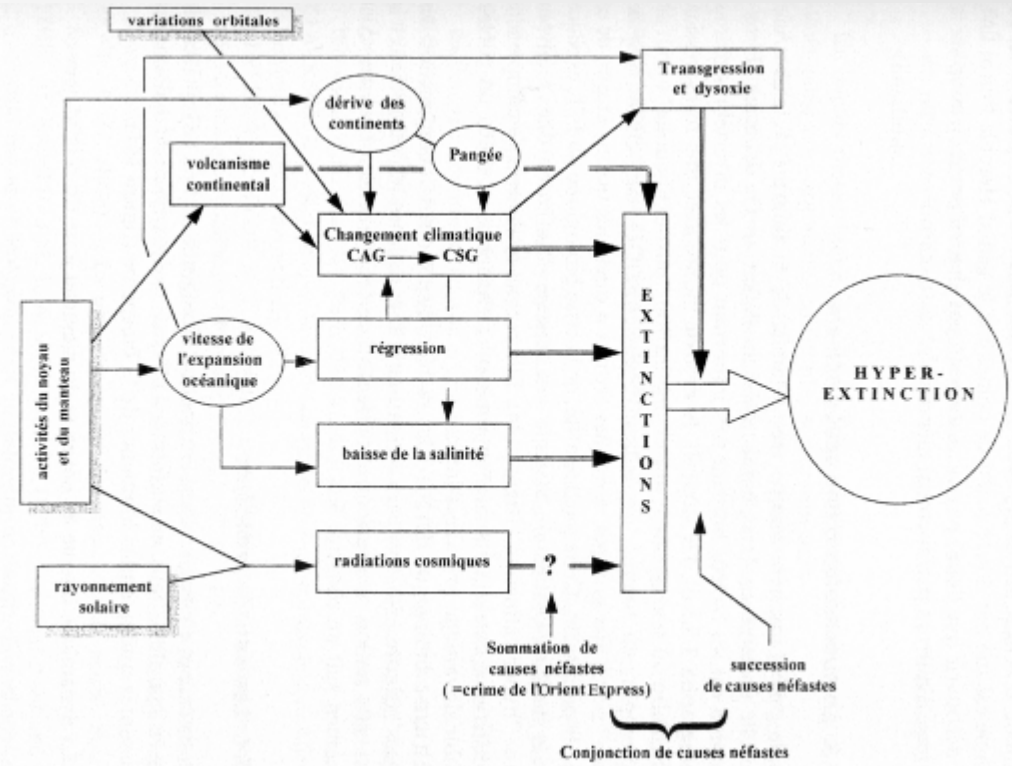 variations orbitales
Transgression
et dysoxie
dérive des
continents
Pangée
volcanisme
continental
Changement climatique
CAG CSG
activités du noyau
et du manteau
vitesse de
l'expansion
océanique
régression
baisse de la salinité
EXTINCTIONS
HYPER-
EXTINCTION
radiations cosmiques
?
rayonnement
solaire
Sommation de
causes néfastes
( =crime de l'Orient Express)
succession
de causes néfastes
Conjonction de causes néfastes